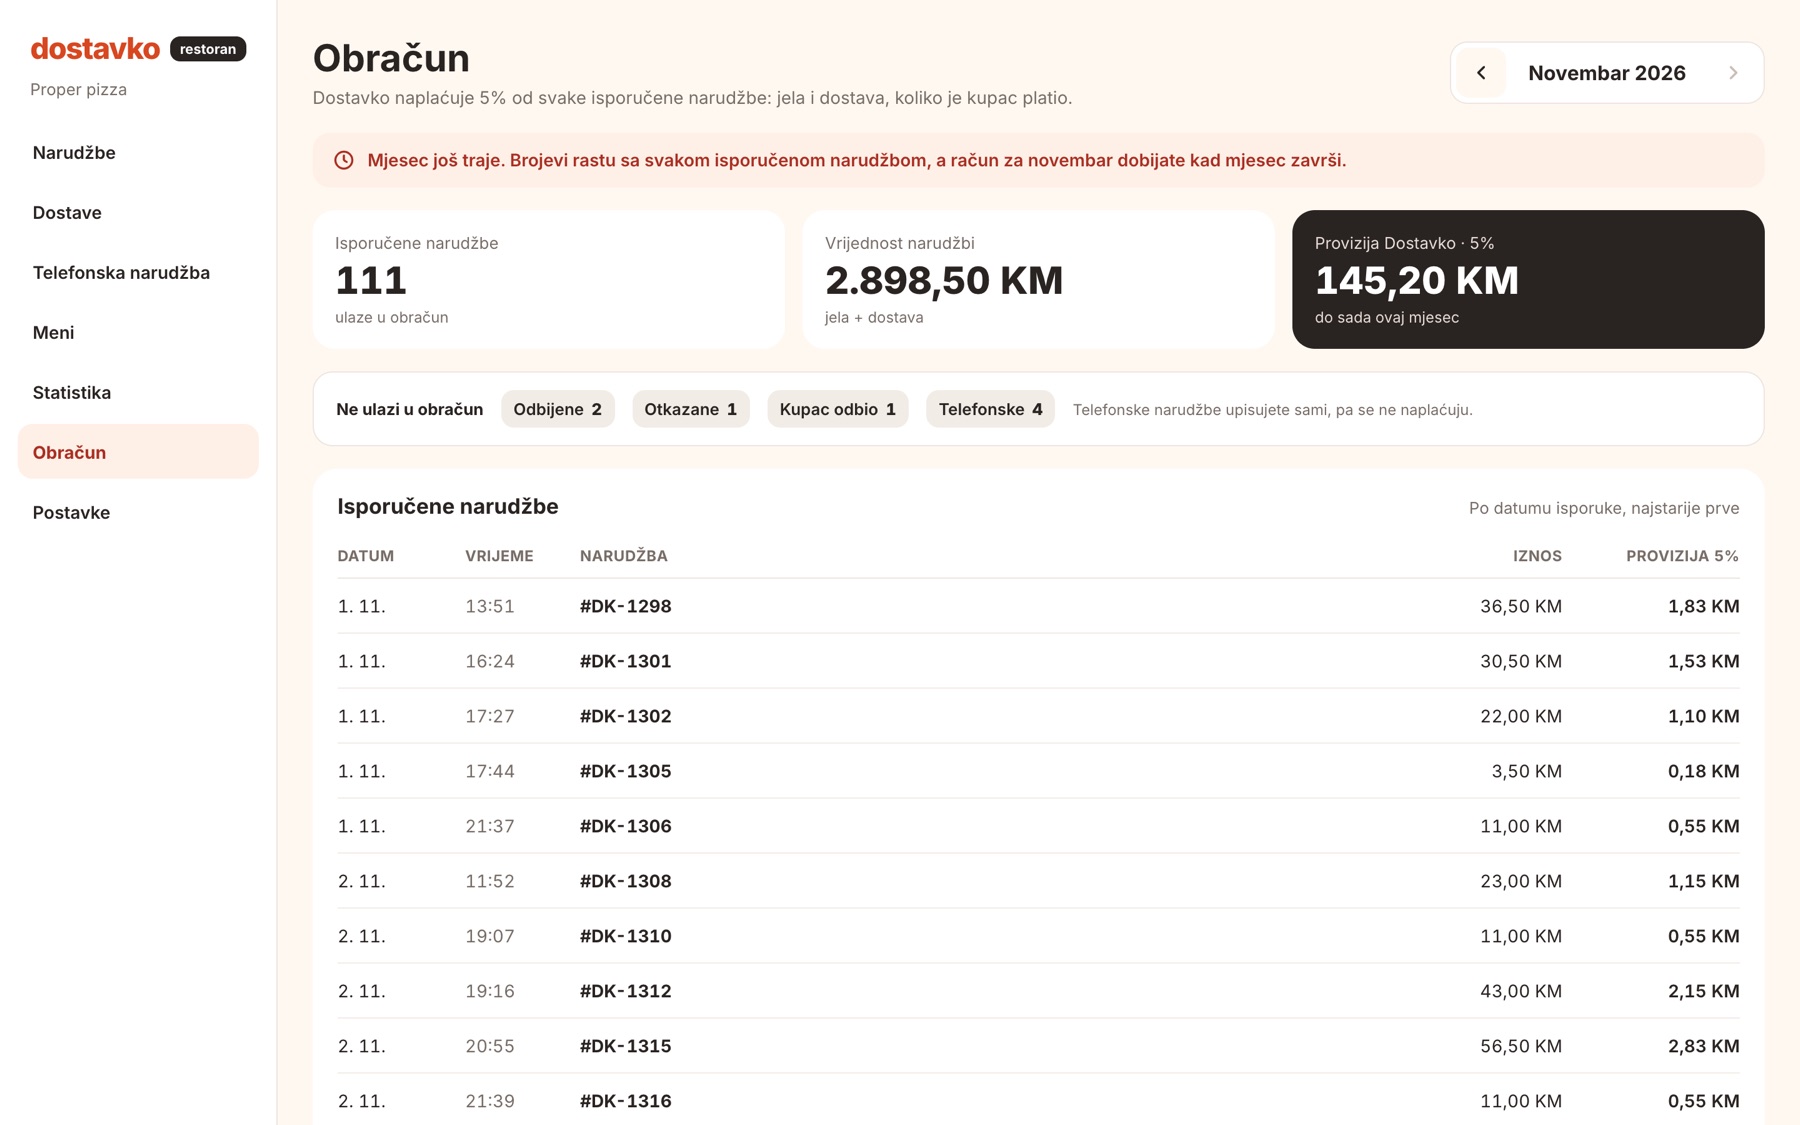 dostavko restoran
Proper pizza
Narudžbe
Dostave
Telefonska narudžba
Meni
Statistika
Obračun
Postavke
Obračun
Dostavko naplaćuje 5% od svake isporučene narudžbe: jela i dostava, koliko je kupac platio.
Novembar 2026
Mjesec još traje. Brojevi rastu sa svakom isporučenom narudžbom, a račun za novembar dobijate kad mjesec završi.
Isporučene narudžbe
111
ulaze u obračun
Vrijednost narudžbi
2.898,50 KM
jela + dostava
Provizija Dostavko · 5%
145,20 KM
do sada ovaj mjesec
Ne ulazi u obračun Odbijene 2 Otkazane 1 Kupac odbio 1 Telefonske 4 Telefonske narudžbe upisujete sami, pa se ne naplaćuju.
Isporučene narudžbe Po datumu isporuke, najstarije prve
DATUM VRIJEME NARUDŽBA IZNOS PROVIZIJA 5%
1. 11. 13:51 #DK-1298 36,50 KM 1,83 KM
1. 11. 16:24 #DK-1301 30,50 KM 1,53 KM
1. 11. 17:27 #DK-1302 22,00 KM 1,10 KM
1. 11. 17:44 #DK-1305 3,50 KM 0,18 KM
1. 11. 21:37 #DK-1306 11,00 KM 0,55 KM
2. 11. 11:52 #DK-1308 23,00 KM 1,15 KM
2. 11. 19:07 #DK-1310 11,00 KM 0,55 KM
2. 11. 19:16 #DK-1312 43,00 KM 2,15 KM
2. 11. 20:55 #DK-1315 56,50 KM 2,83 KM
2. 11. 21:39 #DK-1316 11,00 KM 0,55 KM